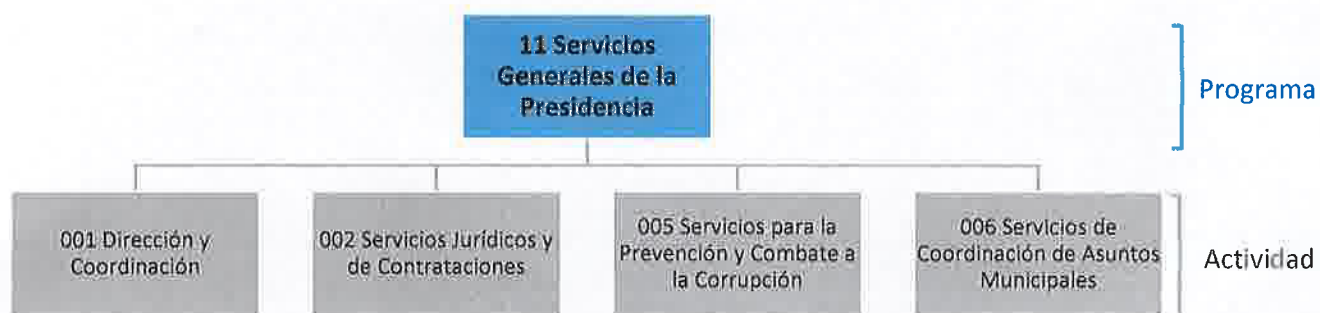 11 Servicios
Generales de la
Presidencia
Programa
001 Dirección y
Coordinación
002 Servicios Jurídicos y
de Contrataciones
005 Servicios para la
Prevención y Combate a
la Corrupción
006 Servicios de
Coordinación de Asuntos
Municipales
Actividad